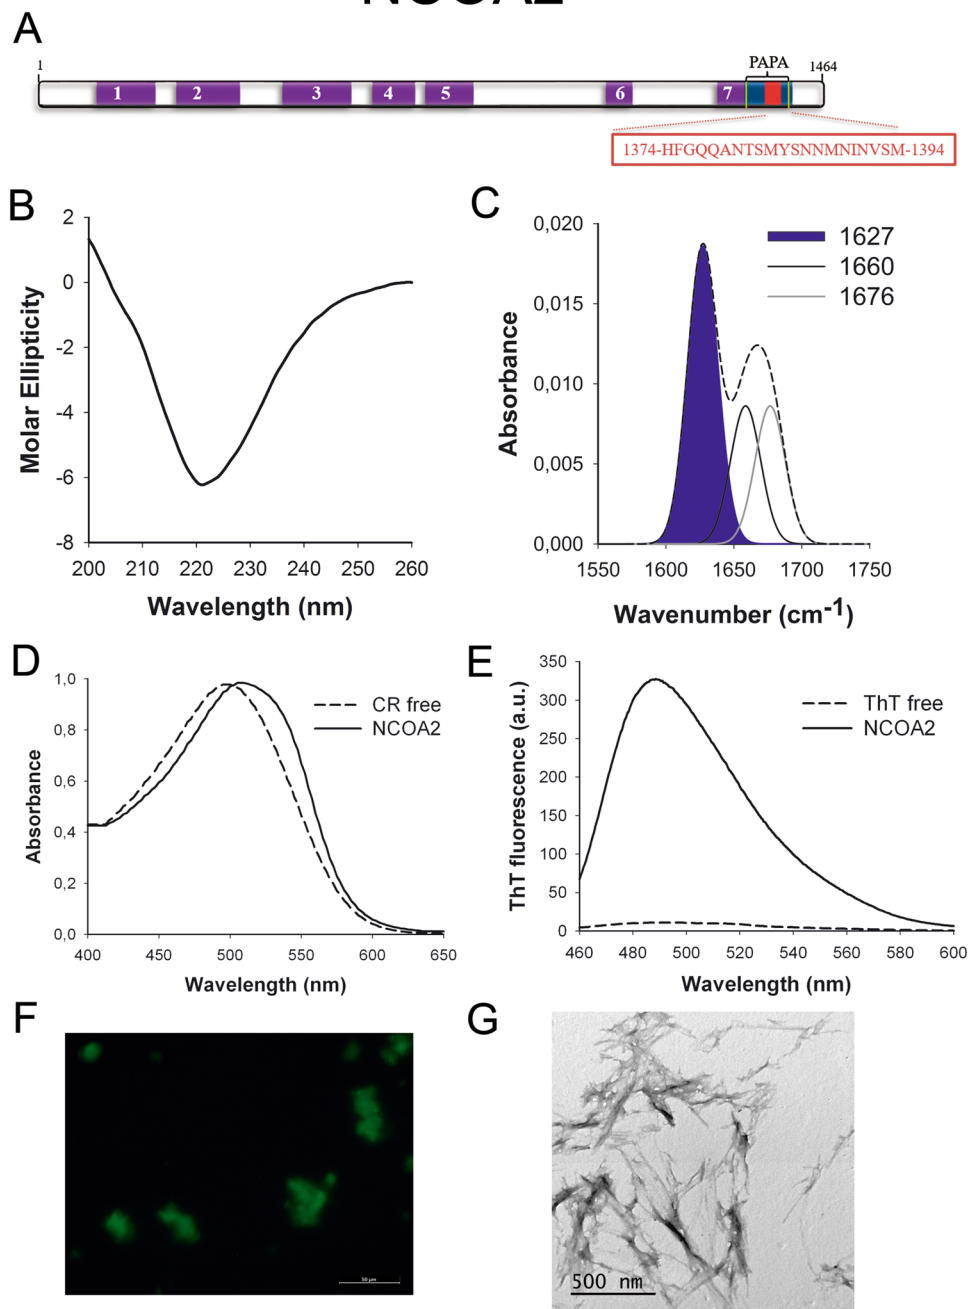 NCOA2
A
1
PAPA
1464
1 2 3 4 5 6 7
1374-HFGQQANTSMYSNNMNINVSM-1394
B
2
0
-2
-4
-6
-8
Molar Ellipticity
200 210 220 230 240 250 260
Wavelength (nm)
C
0,020
0,015
0,010
0,005
0,000
Absorbance
1627
1660
1676
1550 1600 1650 1700 1750
Wavenumber (cm-1)
D
1,0
0,8
0,6
0,4
0,2
0,0
Absorbance
CR free
NCOA2
400 450 500 550 600 650
Wavelength (nm)
E
350
300
250
200
150
100
50
0
ThT fluorescence (a.u.)
ThT free
NCOA2
460 480 500 520 540 560 580 600
Wavelength (nm)
F
50 µm
G
500 nm